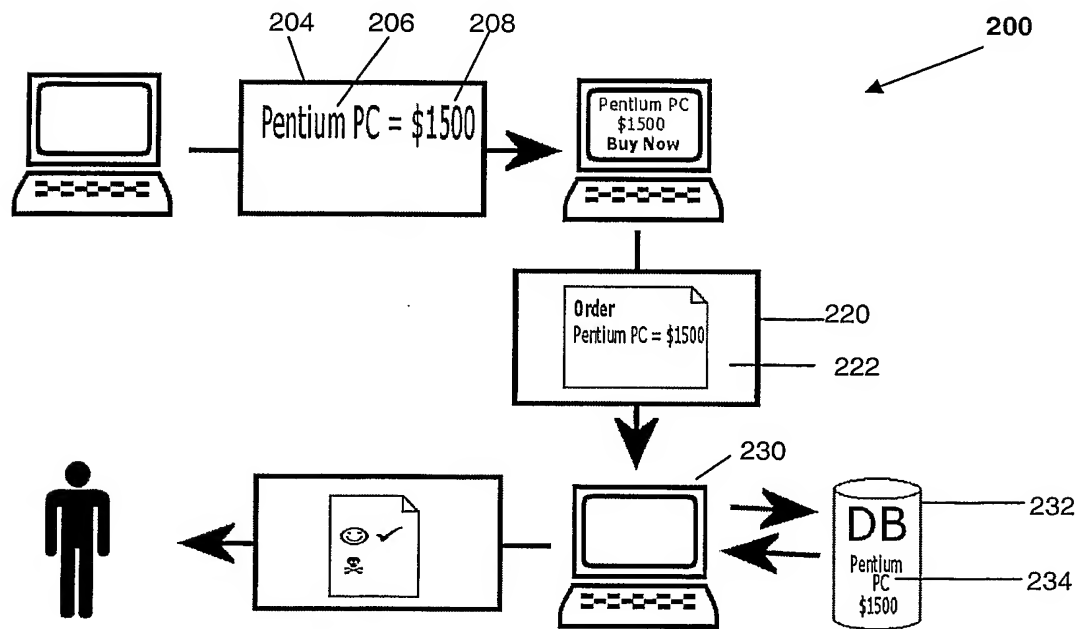 204 206 208
200
Pentium PC = $1500
Pentium PC
$1500
Buy Now
Order
Pentium PC = $1500
220
222
230
232
DB
Pentium
PC
$1500
234